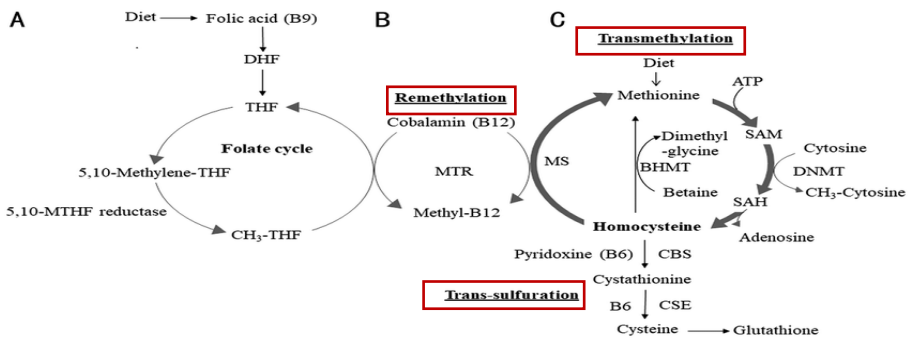 A
Diet
Folic acid (B9)
DHF
THF
Folate cycle
5,10-Methylene-THF
5,10-MTHF reductase
CH₃-THF
B
Remethylation
Cobalamin (B12)
MTR
Methyl-B12
C
Transmethylation
Diet
Methionine
ATP
SAM
MS
Dimethyl
-glycine
BHMT
Betaine
Cytosine
DNMT
CH₃-Cytosine
SAH
Adenosine
Homocysteine
Pyridoxine (B6)
CBS
Cystathionine
Trans-sulfuration
B6
CSE
Cysteine
Glutathione